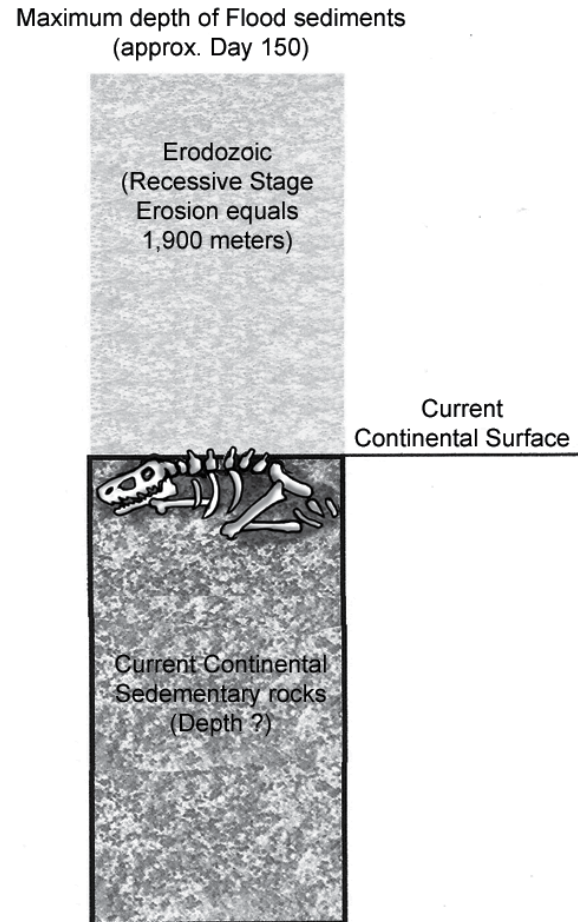 Maximum depth of Flood sediments
(approx. Day 150)
Erodozoic
(Recessive Stage
Erosion equals
1,900 meters)
Current
Continental Surface
Current Continental
Sedementary rocks
(Depth ?)